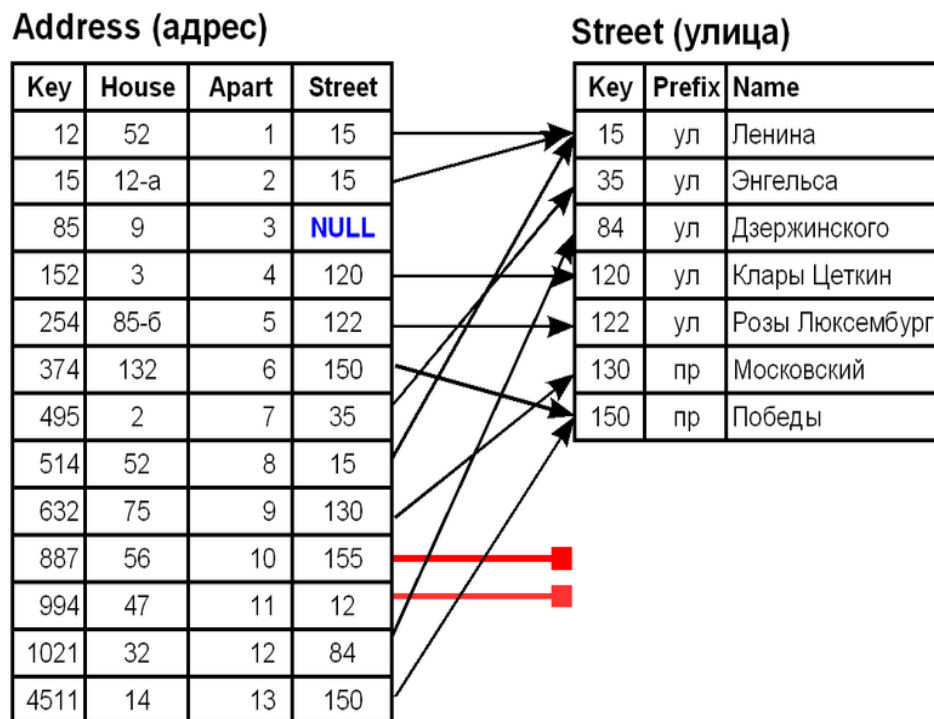 Address (адрес)
Key House Apart Street
12 52 1 15
15 12-а 2 15
85 9 3 NULL
152 3 4 120
254 85-б 5 122
374 132 6 150
495 2 7 35
514 52 8 15
632 75 9 130
887 56 10 155
994 47 11 12
1021 32 12 84
4511 14 13 150
Street (улица)
Key Prefix Name
15 ул Ленина
35 ул Энгельса
84 ул Дзержинского
120 ул Клары Цеткин
122 ул Розы Люксембург
130 пр Московский
150 пр Победы